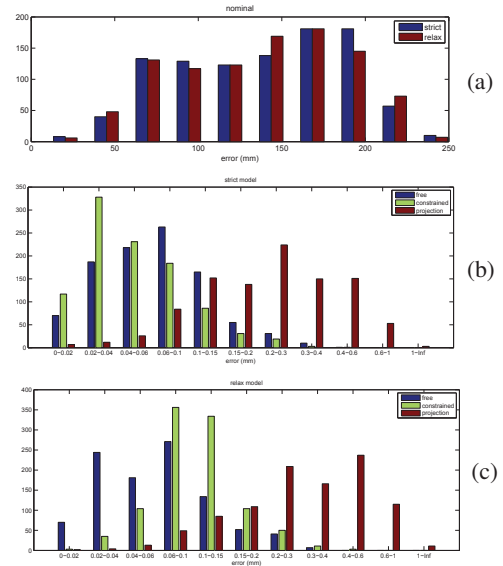 nominal
200
150
100
50
0
0 50 100 150 200 250
error (mm)
strict
relax
(a)
strict model
350
300
250
200
150
100
50
0
0−0.02 0.02−0.04 0.04−0.06 0.06−0.1 0.1−0.15 0.15−0.2 0.2−0.3 0.3−0.4 0.4−0.6 0.6−1 1−Inf
error (mm)
free
constrained
projection
(b)
relax model
400
350
300
250
200
150
100
50
0
0−0.02 0.02−0.04 0.04−0.06 0.06−0.1 0.1−0.15 0.15−0.2 0.2−0.3 0.3−0.4 0.4−0.6 0.6−1 1−Inf
error (mm)
free
constrained
projection
(c)